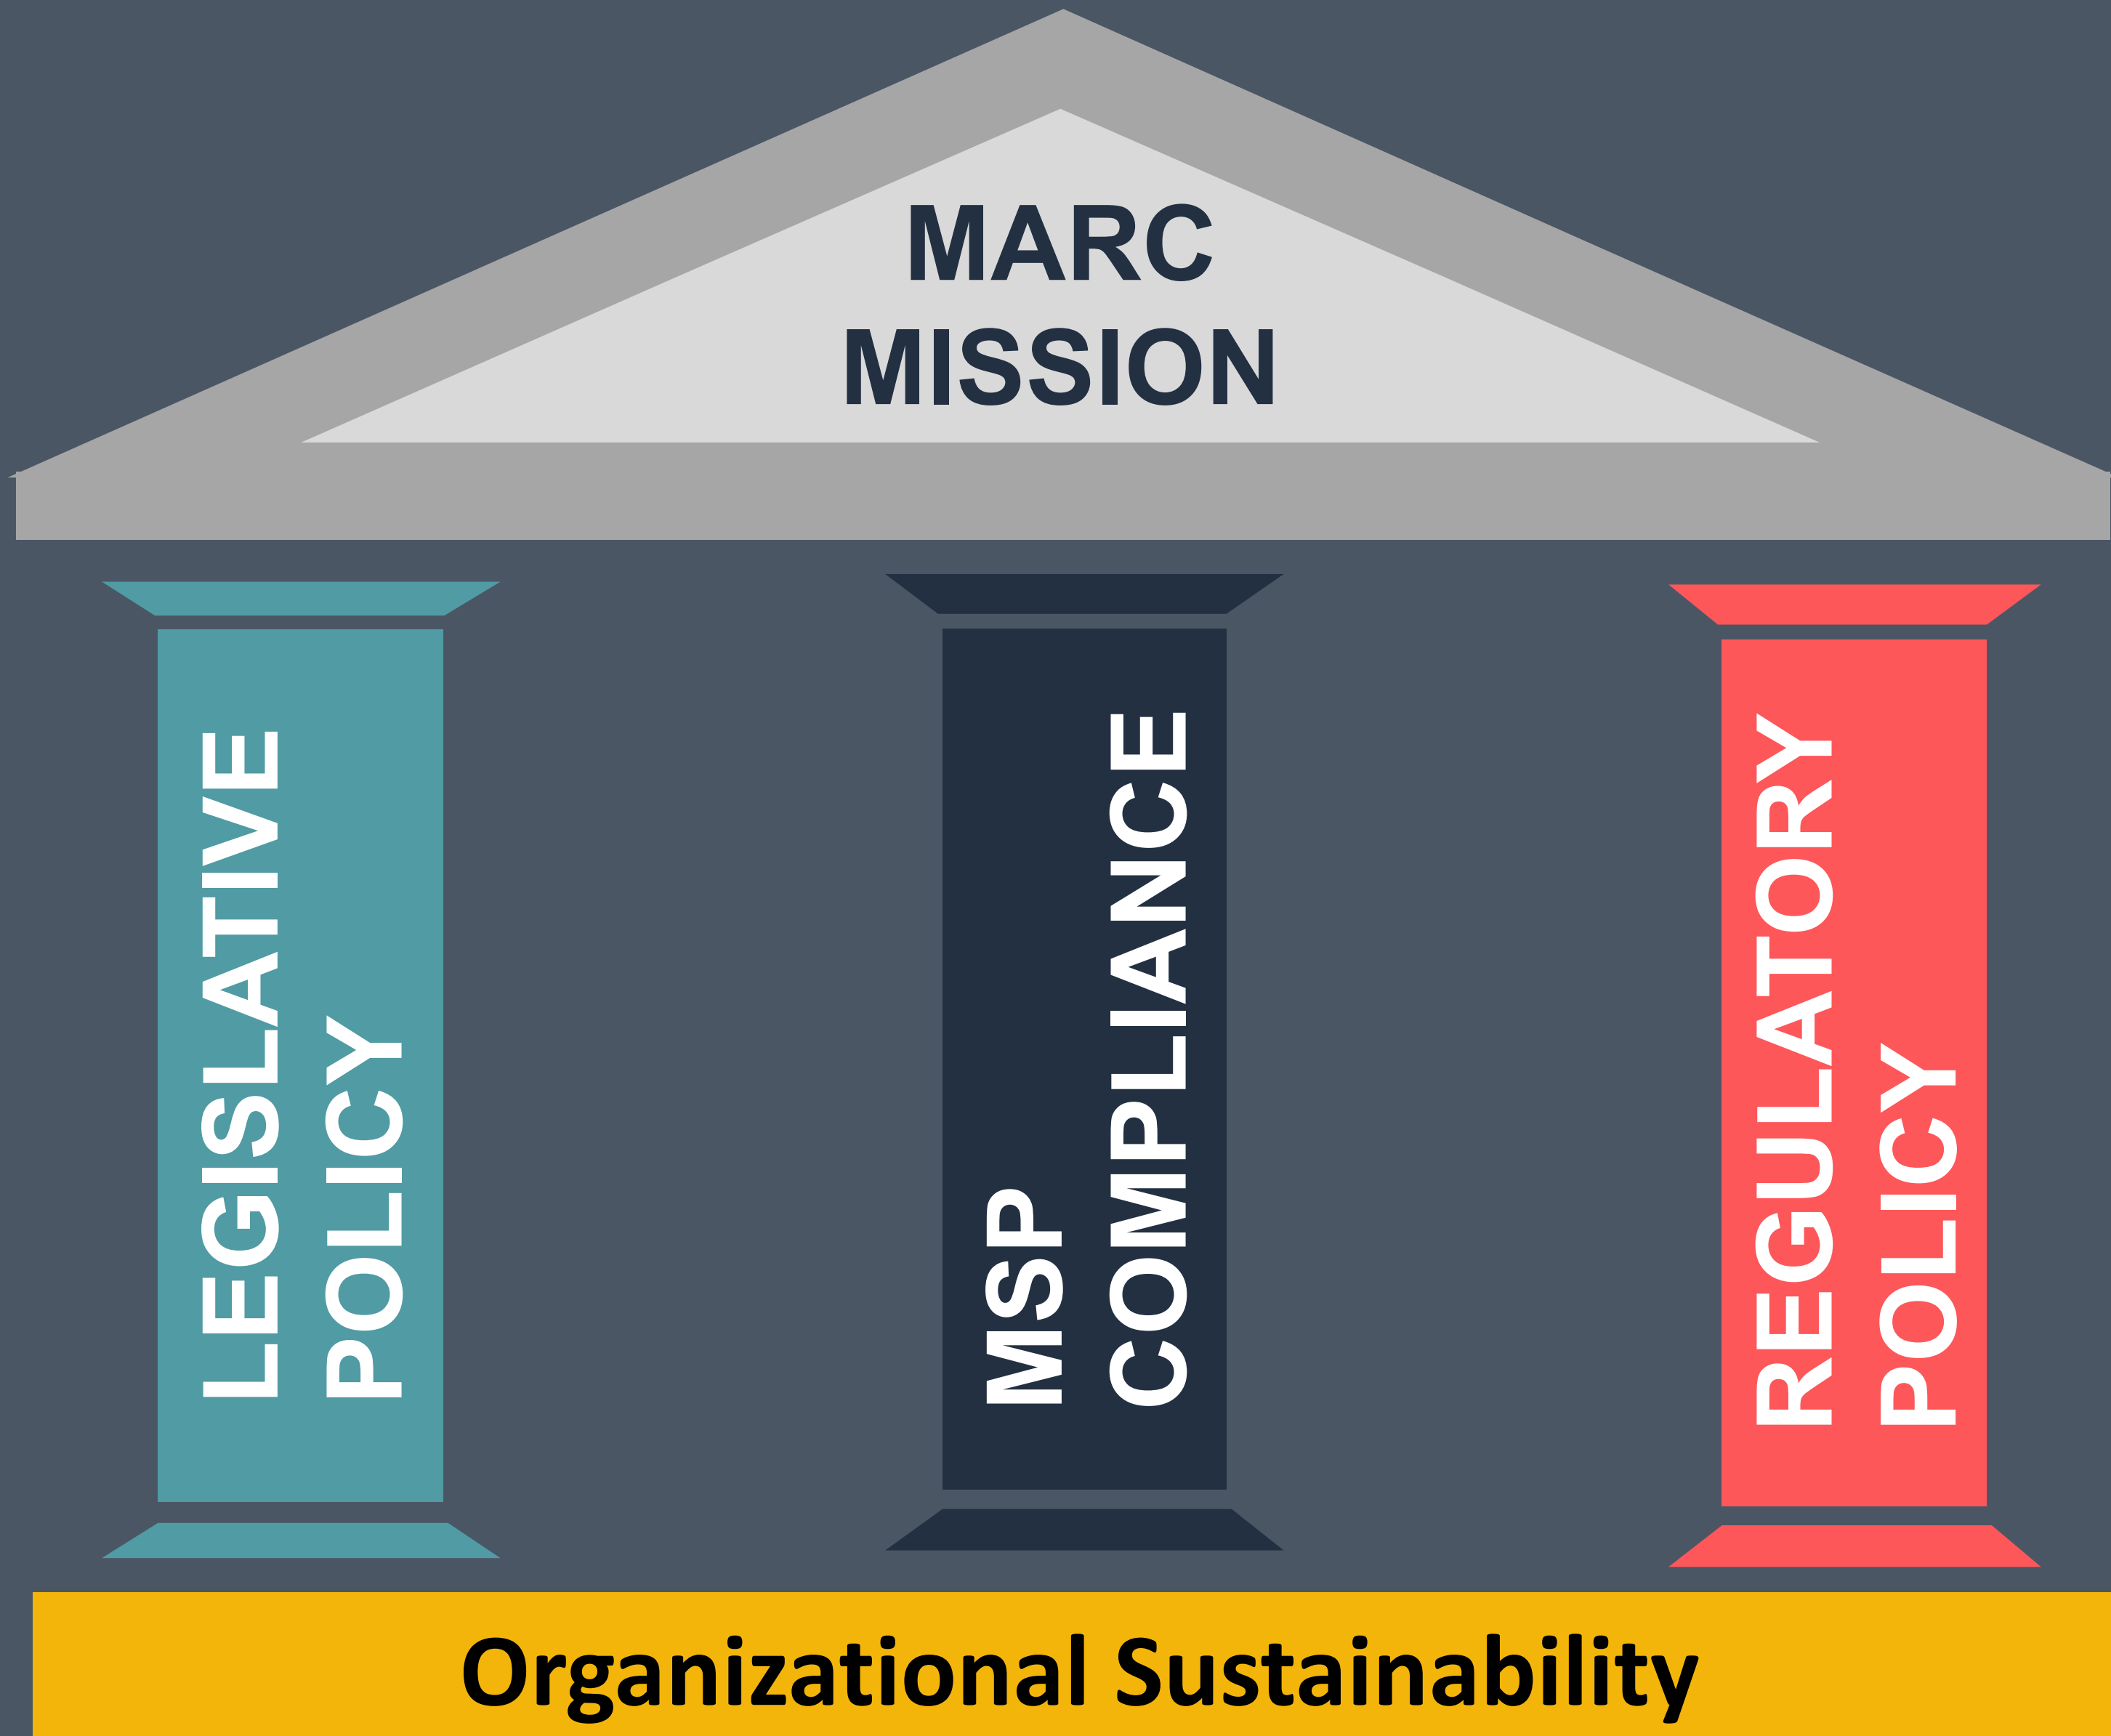 MARC
MISSION
LEGISLATIVE
POLICY
MSP
COMPLIANCE
REGULATORY
POLICY
Organizational Sustainability